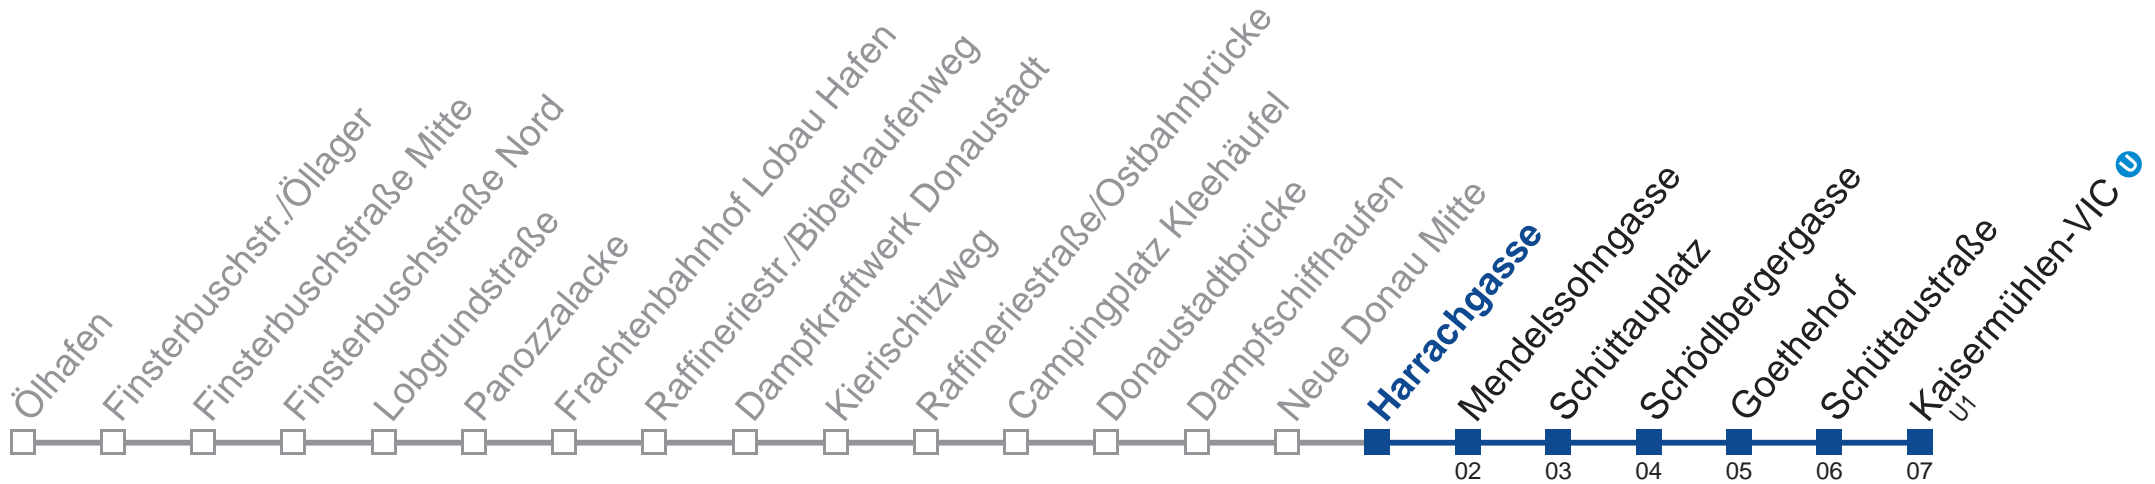 Ölhafen
Finsterbuschstr./Öllager
Finsterbuschstraße Mitte
Finsterbuschstraße Nord
Lobgrundstraße
Panozzalacke
Frachtenbahnhof Lobau Hafen
Raffineriestr./Biberhaufenweg
Dampfkraftwerk Donaustadt
Kierischitzweg
Raffineriestraße/Ostbahnbrücke
Campingplatz Kleehäufel
Donaustadtbrücke
Dampfschiffhaufen
Neue Donau Mitte
Harrachgasse
Mendelssohngasse
Schüttauplatz
Schödlbergergasse
Goethehof
Schüttaustraße
Kaisermühlen-VIC U
U1
02 03 04 05 06 07